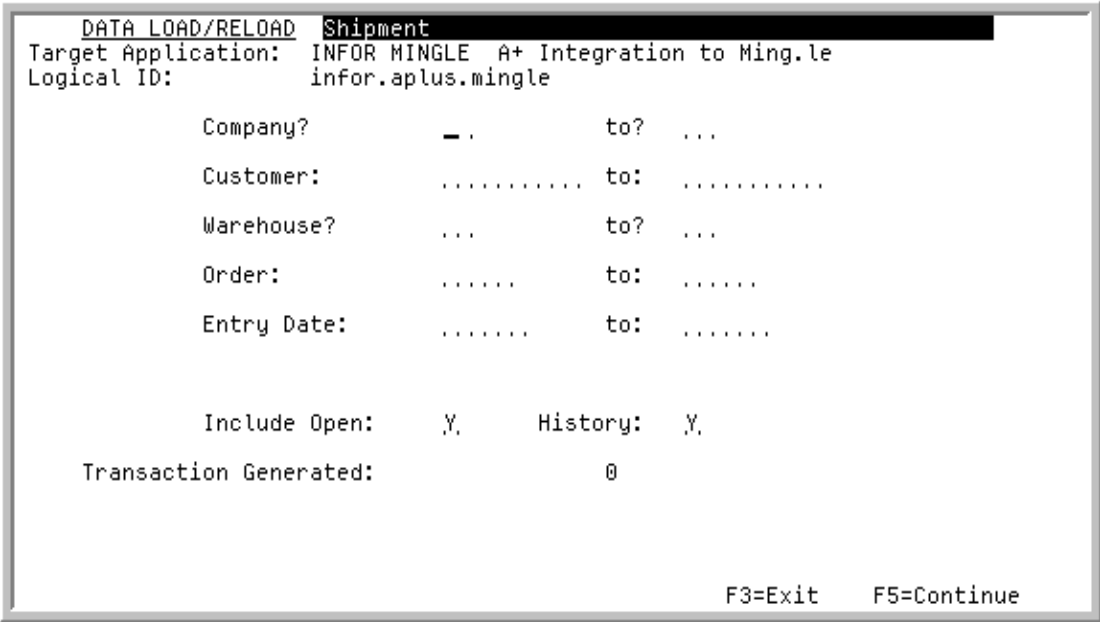 DATA LOAD/RELOAD Shipment
Target Application: INFOR MINGLE A+ Integration to Ming.le
Logical ID: infor.aplus.mingle
Company? _ . to? ...
Customer: ........... to: ...........
Warehouse? ... to? ...
Order: ...... to: ......
Entry Date: ....... to: .......
Include Open: Y History: Y
Transaction Generated: 0
F3=Exit F5=Continue